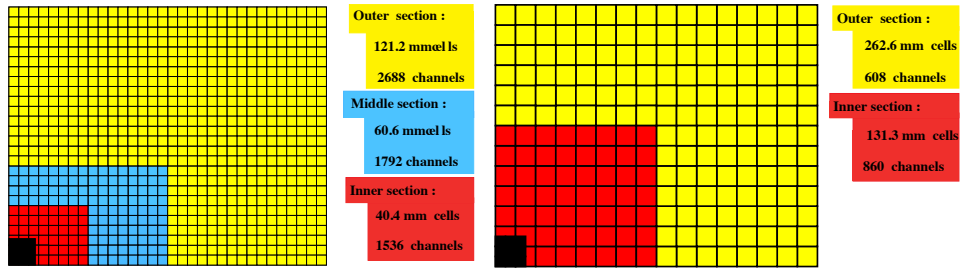 Outer section :
121.2 mmœl ls
2688 channels
Middle section :
60.6 mmœl ls
1792 channels
Inner section :
40.4 mm cells
1536 channels
Outer section :
262.6 mm cells
608 channels
Inner section :
131.3 mm cells
860 channels